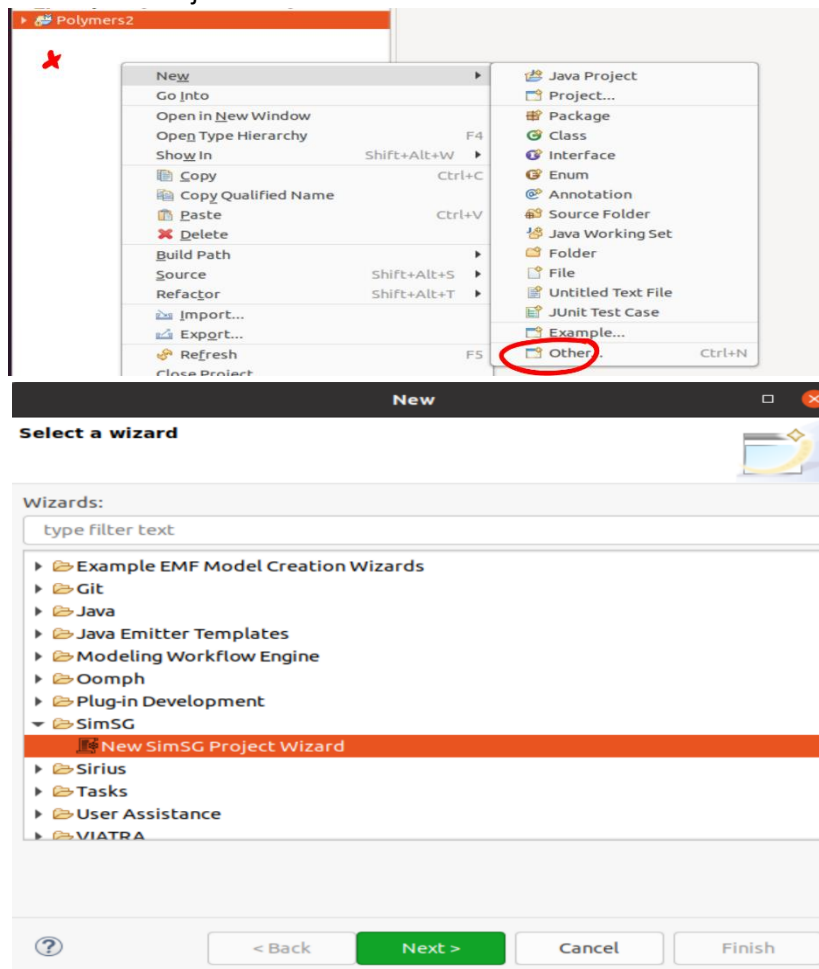 Polymers2
New
Go Into
Open in New Window
Open Type Hierarchy F4
Show In Shift+Alt+W
Copy Ctrl+C
Copy Qualified Name
Paste Ctrl+V
Delete
Build Path
Source Shift+Alt+S
Refactor Shift+Alt+T
Import...
Export...
Refresh F5
Close Project
Java Project
Project...
Package
Class
Interface
Enum
Annotation
Source Folder
Java Working Set
Folder
File
Untitled Text File
JUnit Test Case
Example...
Other... Ctrl+N
New
Select a wizard
Wizards:
type filter text
Example EMF Model Creation Wizards
Git
Java
Java Emitter Templates
Modeling Workflow Engine
Oomph
Plug-in Development
SimSG
New SimSG Project Wizard
Sirius
Tasks
User Assistance
VIATRA
< Back
Next >
Cancel
Finish